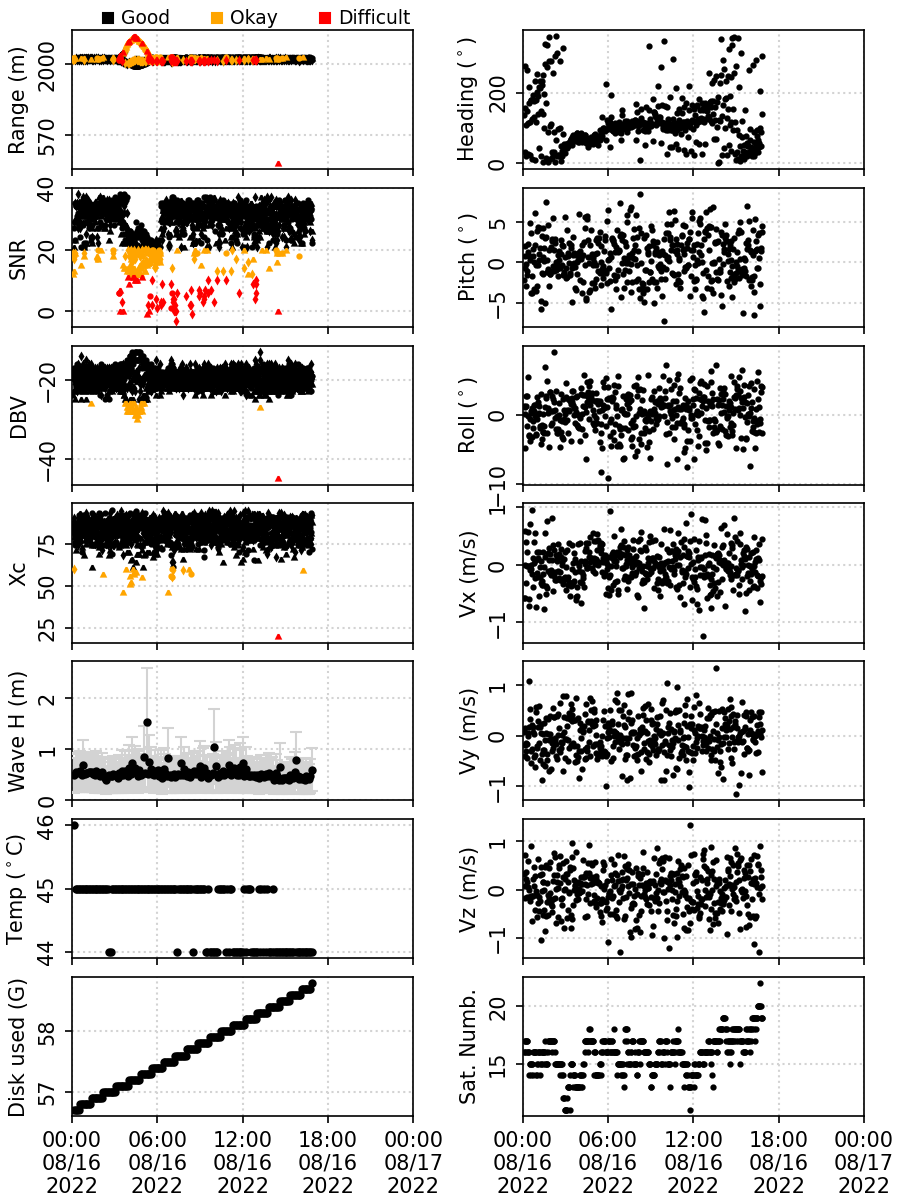 Good Okay Difficult
Range (m)
2000
570
Heading (°)
200
0
SNR
40
20
0
Pitch (°)
5
0
−5
DBV
−20
−40
Roll (°)
0
−10
Xc
75
50
25
Vx (m/s)
1
0
−1
Wave H (m)
2
1
0
Vy (m/s)
1
0
−1
Temp (°C)
46
45
44
Vz (m/s)
1
0
−1
Disk used (G)
58
57
Sat. Numb.
20
15
00:00 06:00 12:00 18:00 00:00
08/16 08/16 08/16 08/16 08/17
2022 2022 2022 2022 2022
00:00 06:00 12:00 18:00 00:00
08/16 08/16 08/16 08/16 08/17
2022 2022 2022 2022 2022